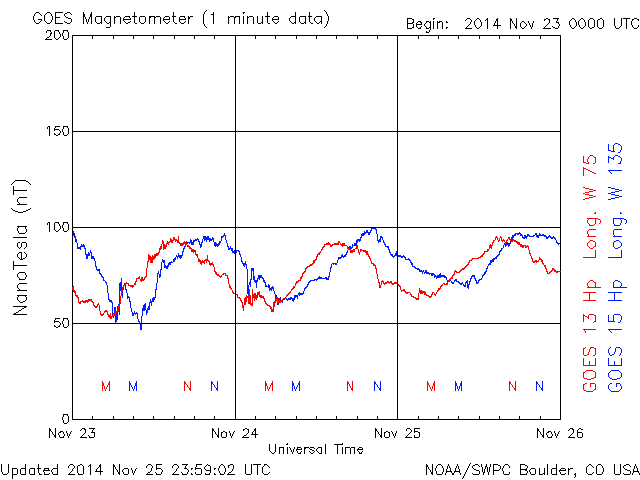 GOES Magnetometer (1 minute data)
Begin: 2014 Nov 23 0000 UTC
200
150
100
50
0
NanoTesla (nT)
M M N N M M N N M M N N
Nov 23 Nov 24 Nov 25 Nov 26
Universal Time
GOES 13 Hp Long. W 75
GOES 15 Hp Long. W 135
Updated 2014 Nov 25 23:59:02 UTC
NOAA/SWPC Boulder, CO USA